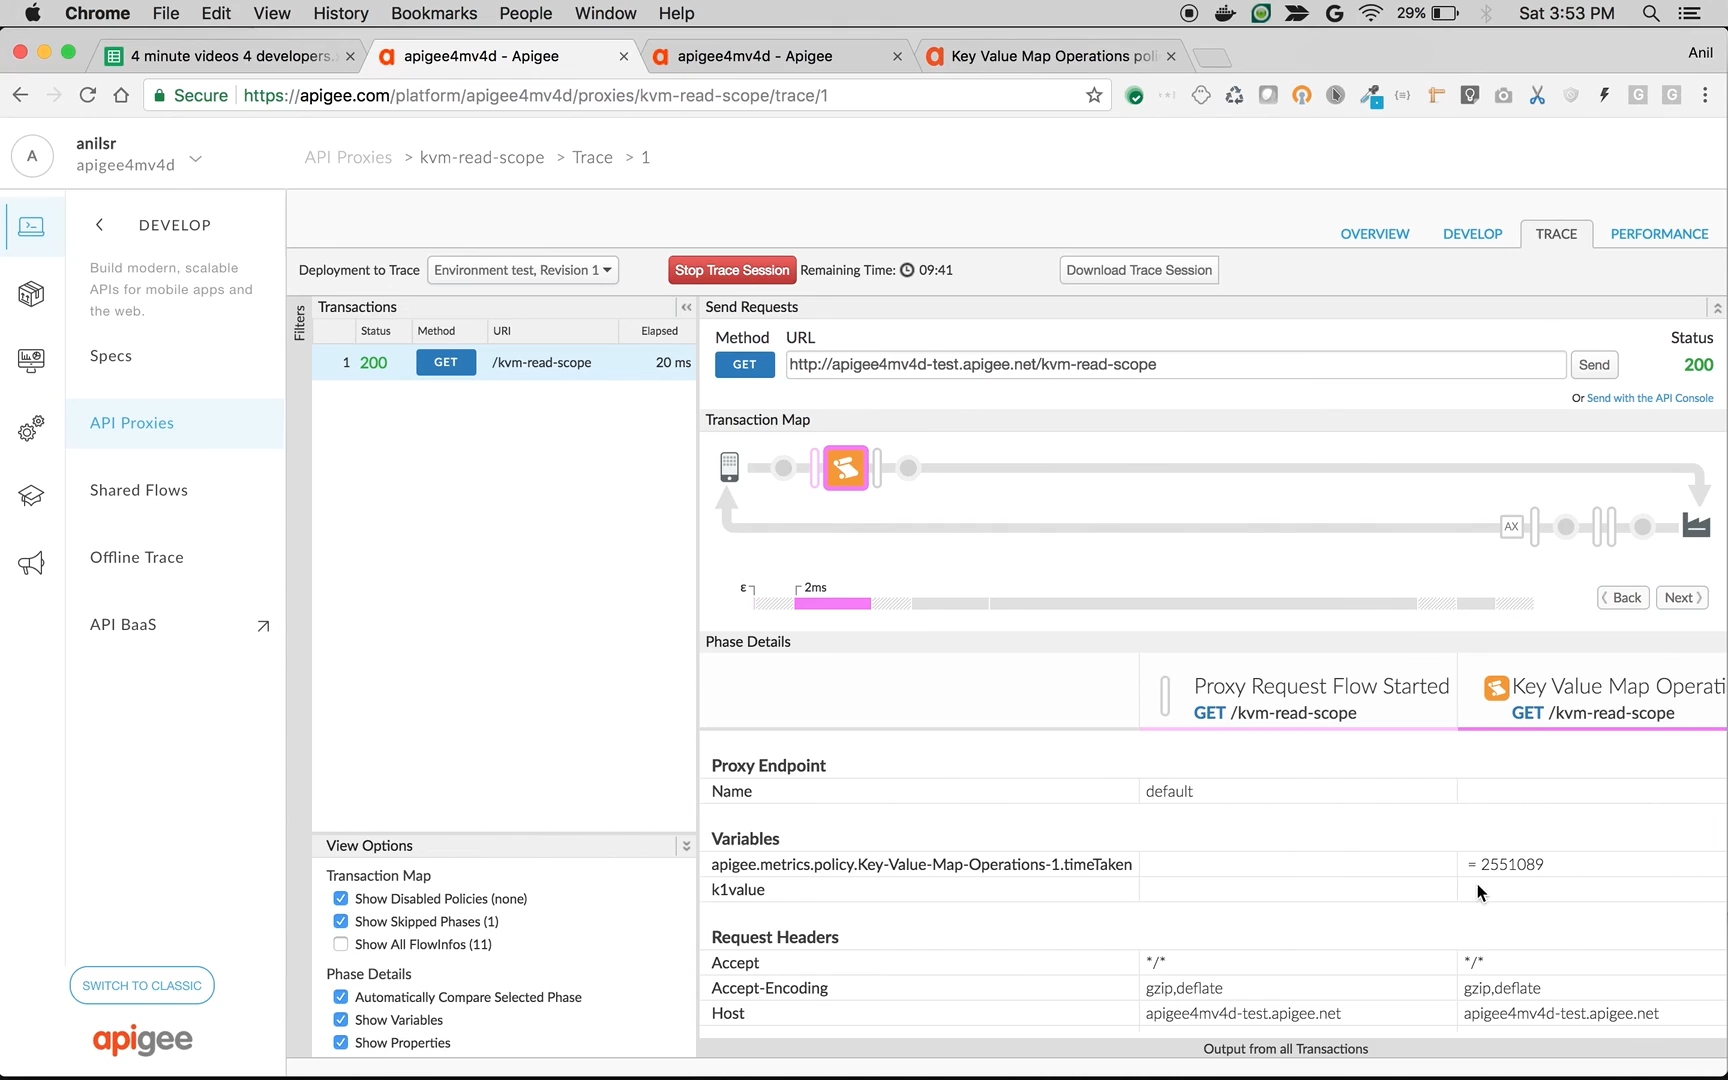 Chrome File Edit View History Bookmarks People Window Help 29% Sat 3:53 PM
4 minute videos 4 developers. apigee4mv4d - Apigee apigee4mv4d - Apigee Key Value Map Operations poli Anil
Secure https://apigee.com/platform/apigee4mv4d/proxies/kvm-read-scope/trace/1
A
anilsr
apigee4mv4d
API Proxies > kvm-read-scope > Trace > 1
DEVELOP
Build modern, scalable
APIs for mobile apps and
the web.
Specs
API Proxies
Shared Flows
Offline Trace
API BaaS
SWITCH TO CLASSIC
apigee
OVERVIEW DEVELOP TRACE PERFORMANCE
Deployment to Trace Environment test, Revision 1 Stop Trace Session Remaining Time: 09:41 Download Trace Session
Filters
Transactions
Status Method URI Elapsed
1 200 GET /kvm-read-scope 20 ms
View Options
Transaction Map
Show Disabled Policies (none)
Show Skipped Phases (1)
Show All FlowInfos (11)
Phase Details
Automatically Compare Selected Phase
Show Variables
Show Properties
Send Requests
Method URL Status
GET http://apigee4mv4d-test.apigee.net/kvm-read-scope Send 200
Or Send with the API Console
Transaction Map
AX
ε 2ms
Back Next
Phase Details
Proxy Request Flow Started Key Value Map Operati
GET /kvm-read-scope GET /kvm-read-scope
Proxy Endpoint
Name default
Variables
apigee.metrics.policy.Key-Value-Map-Operations-1.timeTaken = 2551089
k1value
Request Headers
Accept */* */*
Accept-Encoding gzip,deflate gzip,deflate
Host apigee4mv4d-test.apigee.net apigee4mv4d-test.apigee.net
Output from all Transactions